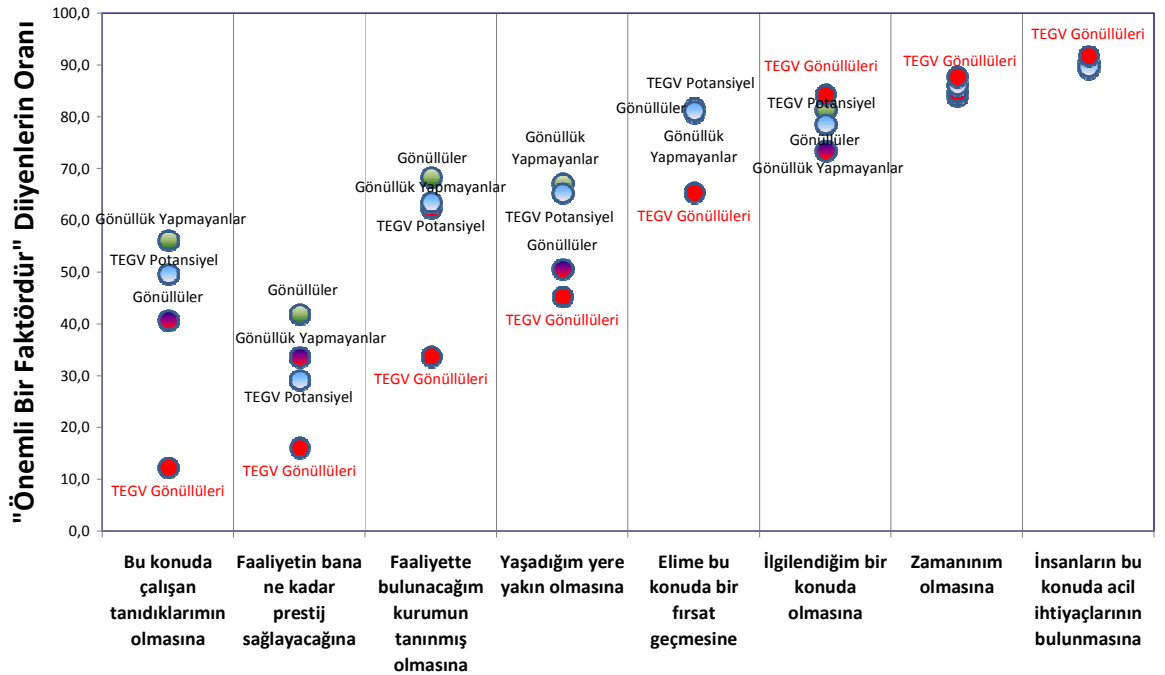 "Önemli Bir Faktördür" Diiyenlerin Oranı
100,0
90,0
80,0
70,0
60,0
50,0
40,0
30,0
20,0
10,0
0,0
Gönüllük Yapmayanlar
TEGV Potansiyel
Gönüllüler
TEGV Gönüllüleri
Gönüllüler
Gönüllük Yapmayanlar
TEGV Potansiyel
TEGV Gönüllüleri
Gönüllüler
Gönüllük Yapmayanlar
TEGV Potansiyel
TEGV Gönüllüleri
Gönüllük
Yapmayanlar
TEGV Potansiyel
Gönüllüler
TEGV Gönüllüleri
TEGV Potansiyel
Gönüllüler
Gönüllük
Yapmayanlar
TEGV Gönüllüleri
TEGV Gönüllüleri
TEGV Potansiyel
Gönüllüler
Gönüllük Yapmayanlar
TEGV Gönüllüleri
TEGV Gönüllüleri
Bu konuda
çalışan
tanıdıklarımın
olmasına
Faaliyetin bana
ne kadar
prestij
sağlayacağına
Faaliyette
bulunacağım
kurumun
tanınmış
olmasına
Yaşadığım yere
yakın olmasına
Elime bu
konuda bir
fırsat
geçmesine
İlgilendiğim bir
konuda
olmasına
Zamanınım
olmasına
İnsanların bu
konuda acil
ihtiyaçlarının
bulunmasına